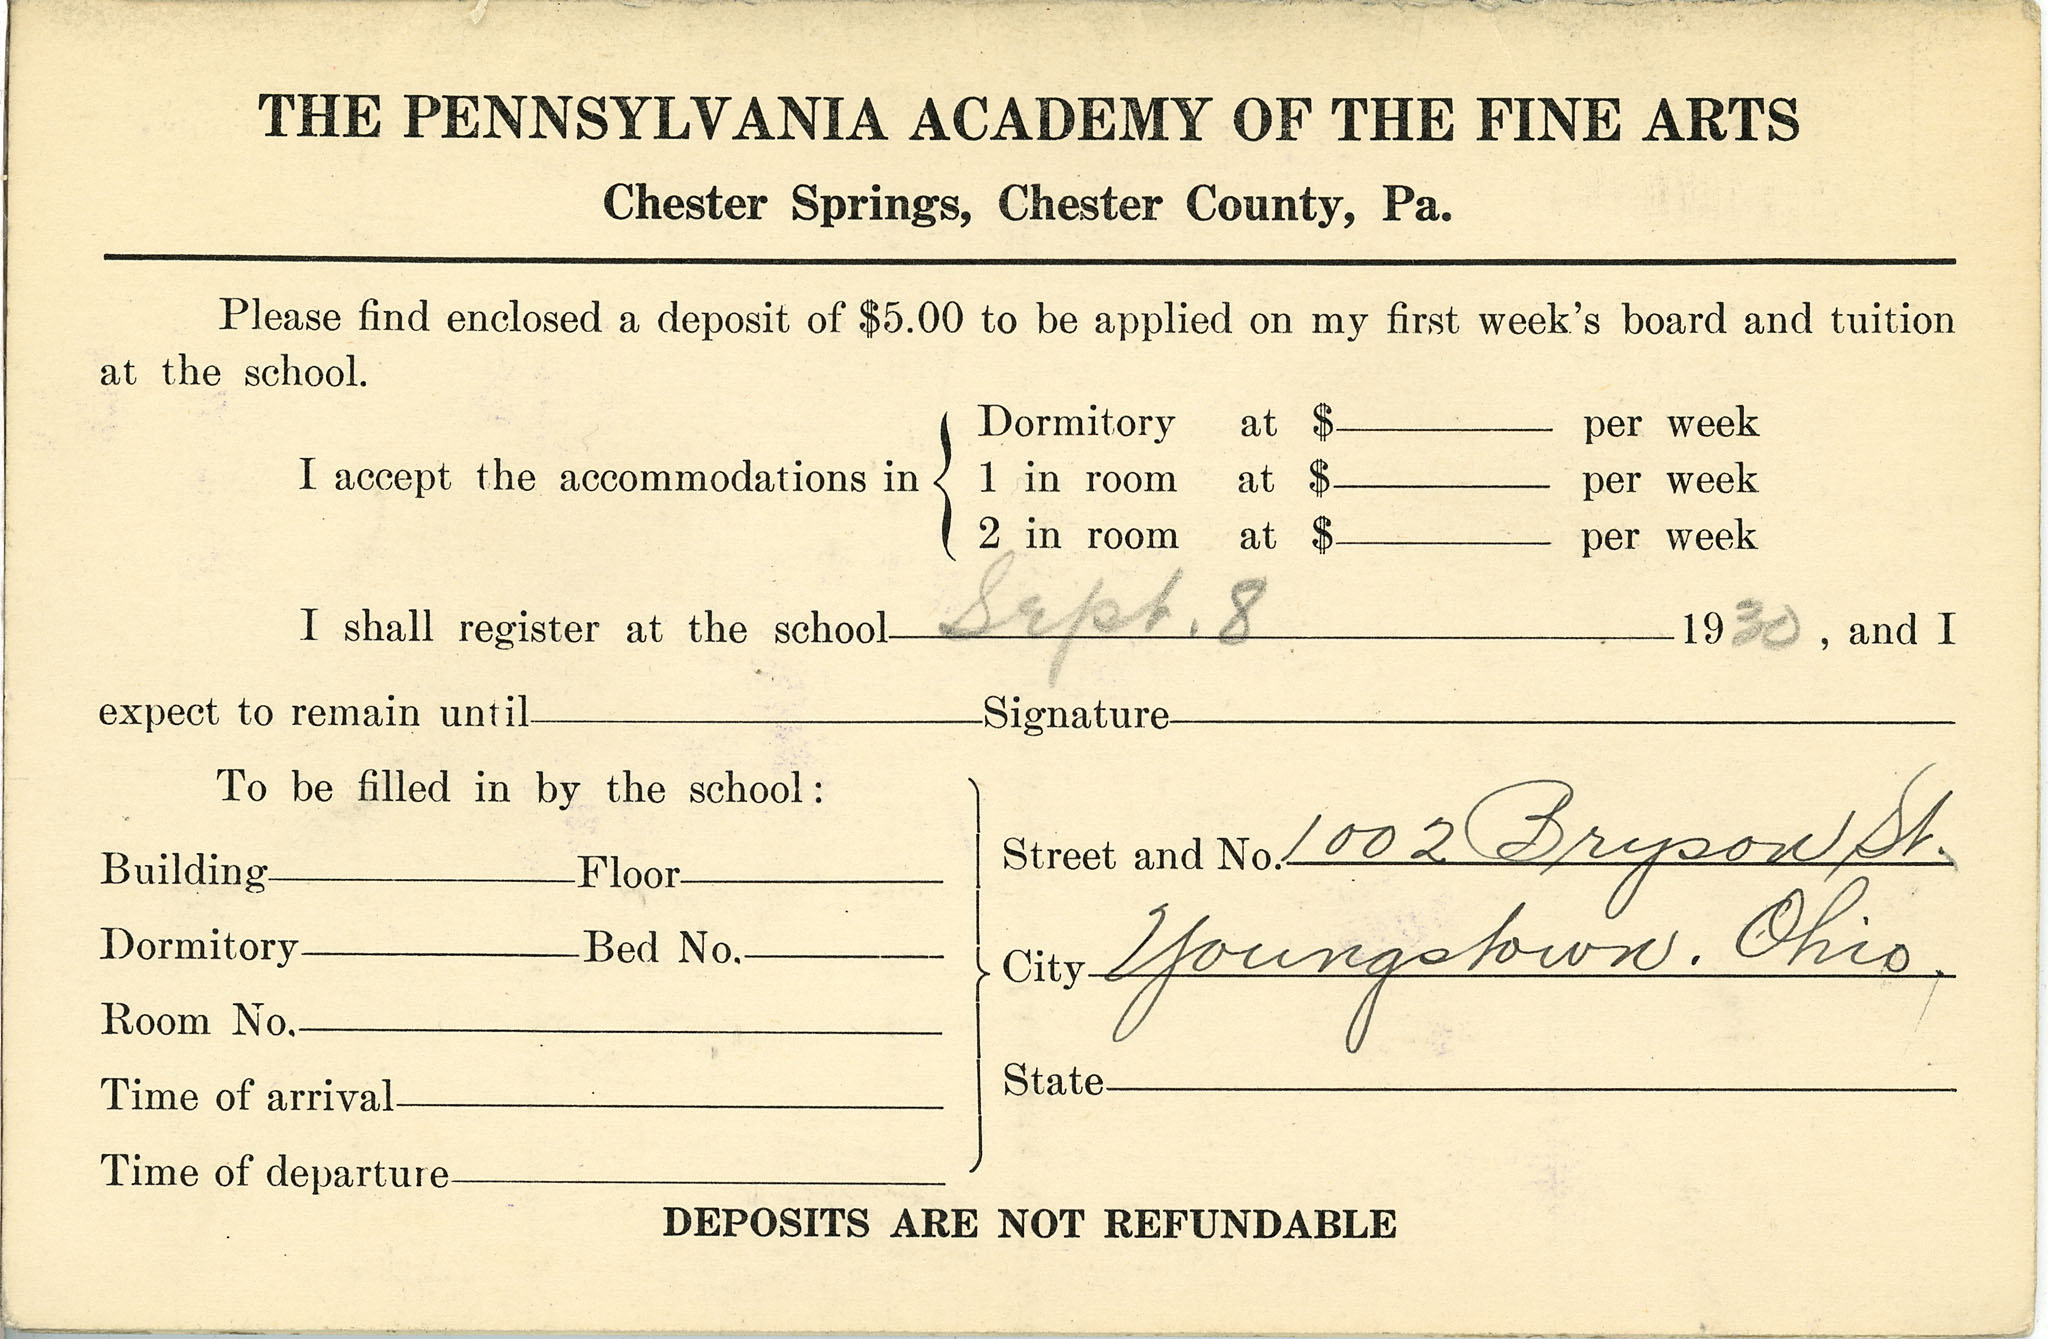 THE PENNSYLVANIA ACADEMY OF THE FINE ARTS
Chester Springs, Chester County, Pa.
Please find enclosed a deposit of $5.00 to be applied on my first week's board and tuition
at the school.
I accept the accommodations in
Dormitory at $ per week
1 in room at $ per week
2 in room at $ per week
I shall register at the school Sept. 8 1930, and I
expect to remain until Signature
To be filled in by the school:
Building Floor
Dormitory Bed No.
Room No.
Time of arrival
Time of departure
Street and No. 1002 Bryson St.
City Youngstown. Ohio.
State
DEPOSITS ARE NOT REFUNDABLE